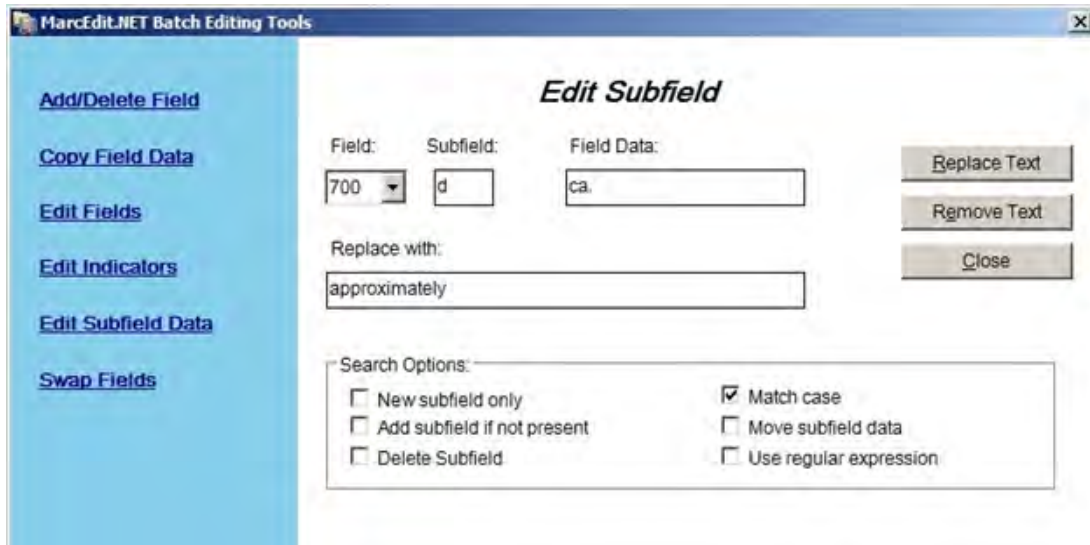 MarcEdit.NET Batch Editing Tools
Add/Delete Field
Copy Field Data
Edit Fields
Edit Indicators
Edit Subfield Data
Swap Fields
Edit Subfield
Field: Subfield: Field Data:
700 d ca.
Replace with:
approximately
Replace Text
Remove Text
Close
Search Options:
New subfield only
Add subfield if not present
Delete Subfield
Match case
Move subfield data
Use regular expression